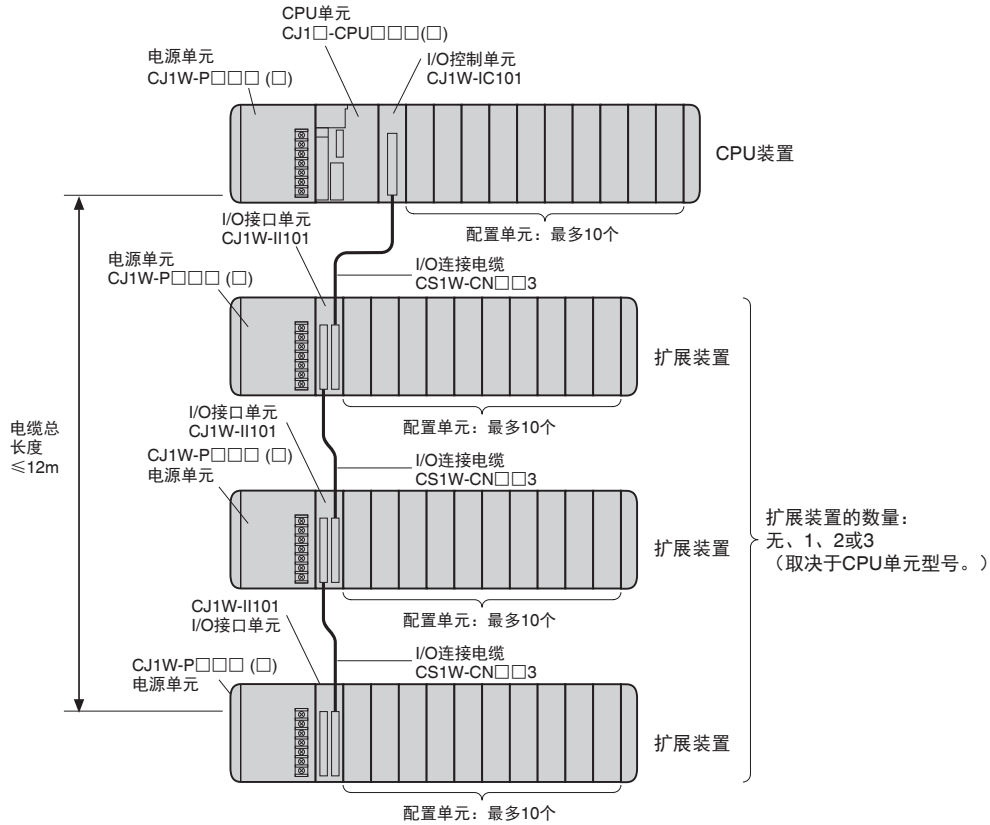 CPU单元
CJ1□-CPU□□□(□)
电源单元
CJ1W-P□□□ (□)
I/O控制单元
CJ1W-IC101
CPU装置
配置单元：最多10个
I/O接口单元
CJ1W-II101
电源单元
CJ1W-P□□□ (□)
I/O连接电缆
CS1W-CN□□3
扩展装置
配置单元：最多10个
电缆总
长度
≤12m
I/O接口单元
CJ1W-II101
CJ1W-P□□□ (□)
电源单元
I/O连接电缆
CS1W-CN□□3
扩展装置
扩展装置的数量：
无、1、2或3
（取决于CPU单元型号。）
配置单元：最多10个
CJ1W-II101
I/O接口单元
CJ1W-P□□□ (□)
电源单元
I/O连接电缆
CS1W-CN□□3
扩展装置
配置单元：最多10个